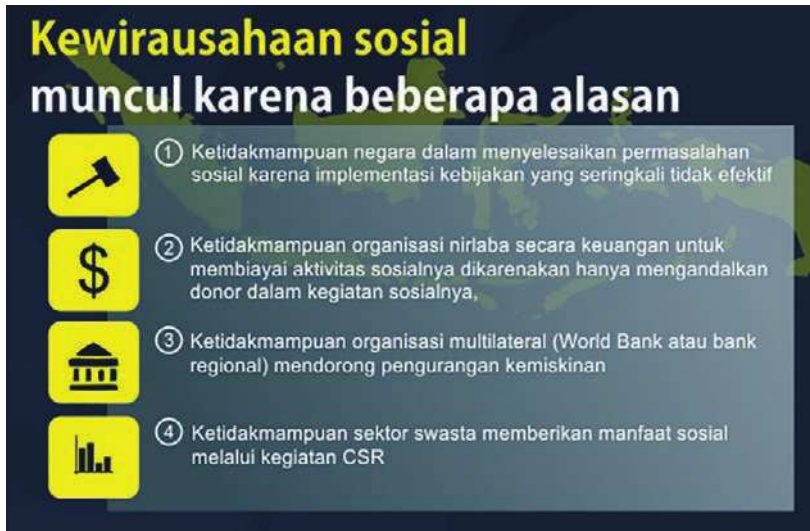 Kewirausahaan sosial
muncul karena beberapa alasan
1 Ketidakmampuan negara dalam menyelesaikan permasalahan
sosial karena implementasi kebijakan yang seringkali tidak efektif
$
2 Ketidakmampuan organisasi nirlaba secara keuangan untuk
membiayai aktivitas sosialnya dikarenakan hanya mengandalkan
donor dalam kegiatan sosialnya,
3 Ketidakmampuan organisasi multilateral (World Bank atau bank
regional) mendorong pengurangan kemiskinan
4 Ketidakmampuan sektor swasta memberikan manfaat sosial
melalui kegiatan CSR